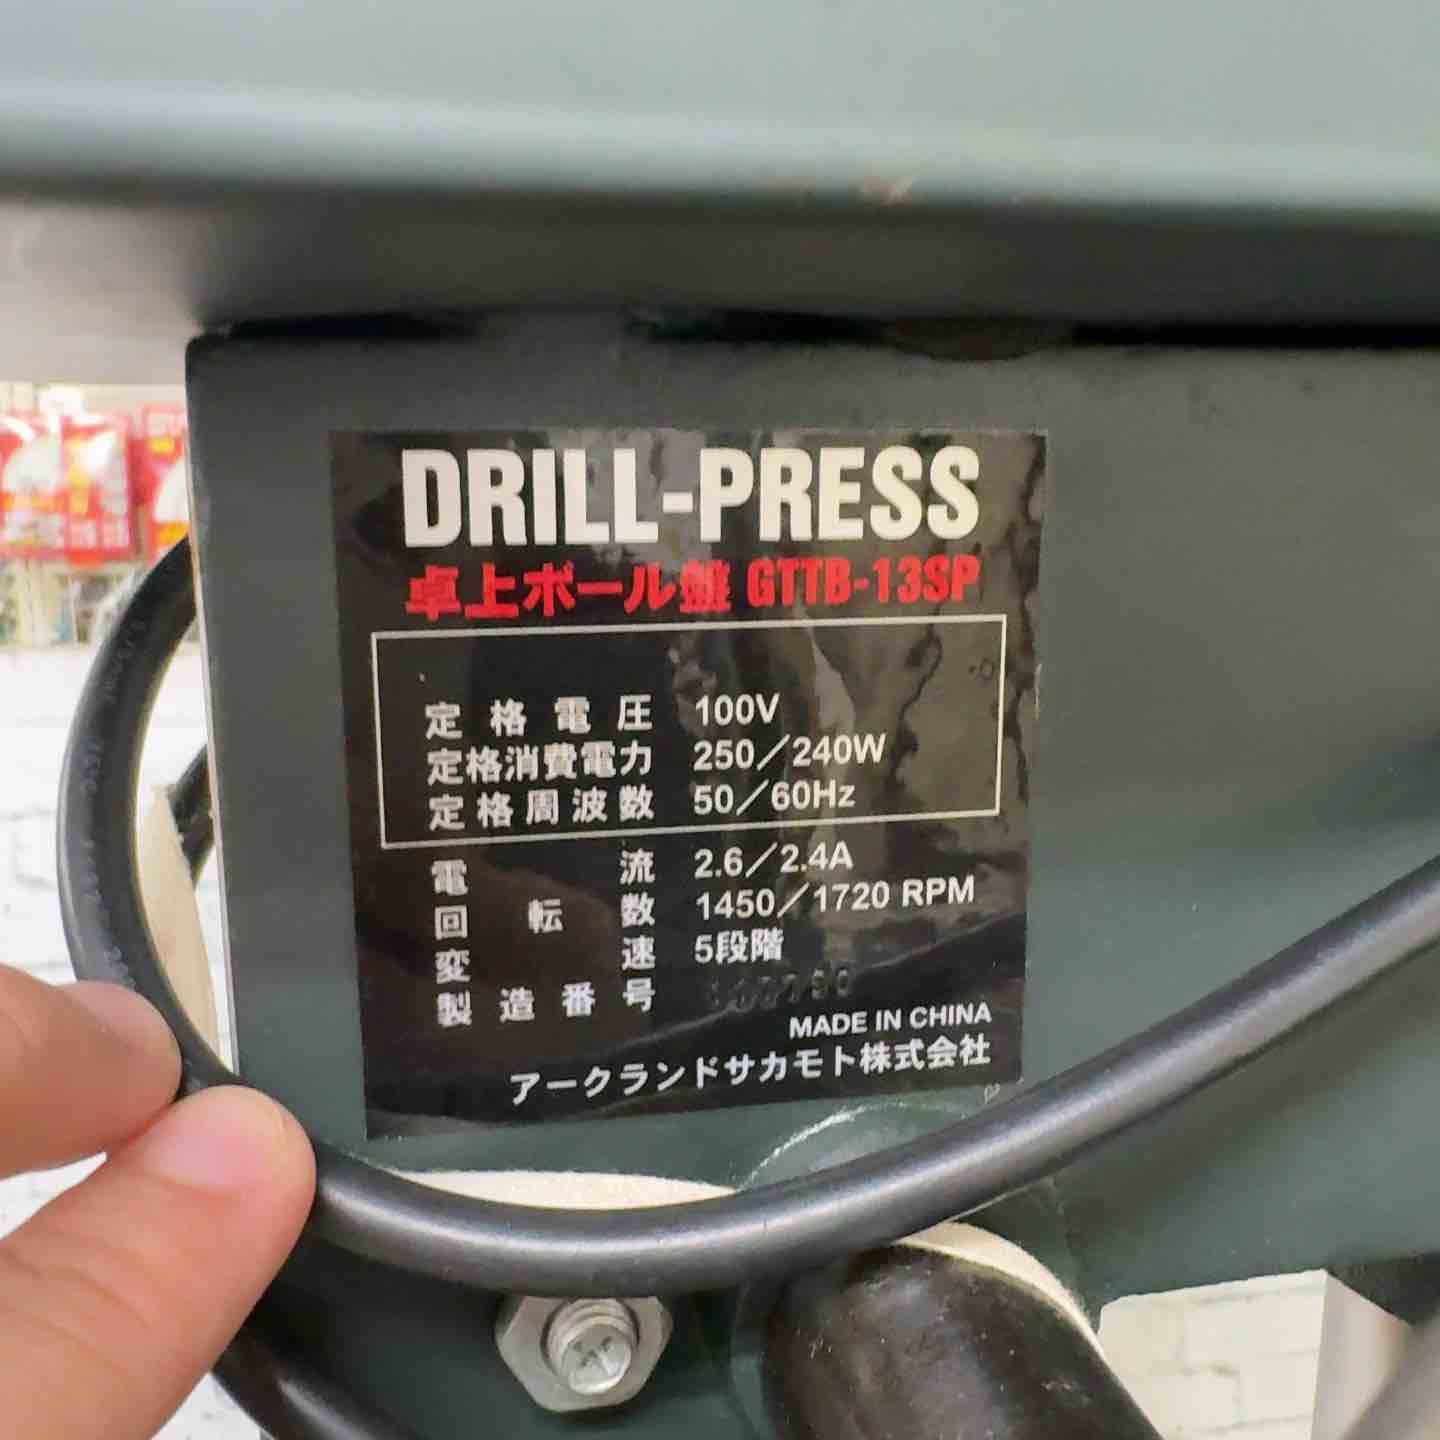 DRILL-PRESS
卓上ボール盤 GTTB-13SP
定格電圧 100V
定格消費電力 250／240W
定格周波数 50／60Hz
電流 2.6／2.4A
回転数 1450／1720 RPM
変速 5段階
製造番号
MADE IN CHINA
アークランドサカモト株式会社